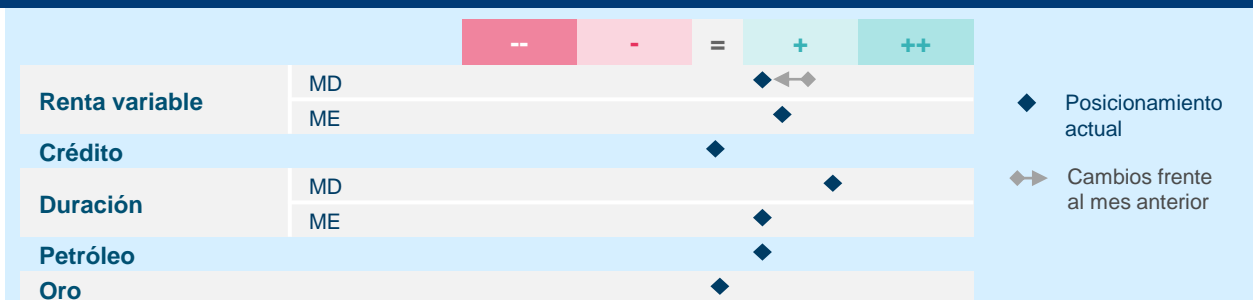 -- - = + ++
Renta variable
MD
ME
Crédito
Duración
MD
ME
Petróleo
Oro
Posicionamiento
actual
Cambios frente
al mes anterior